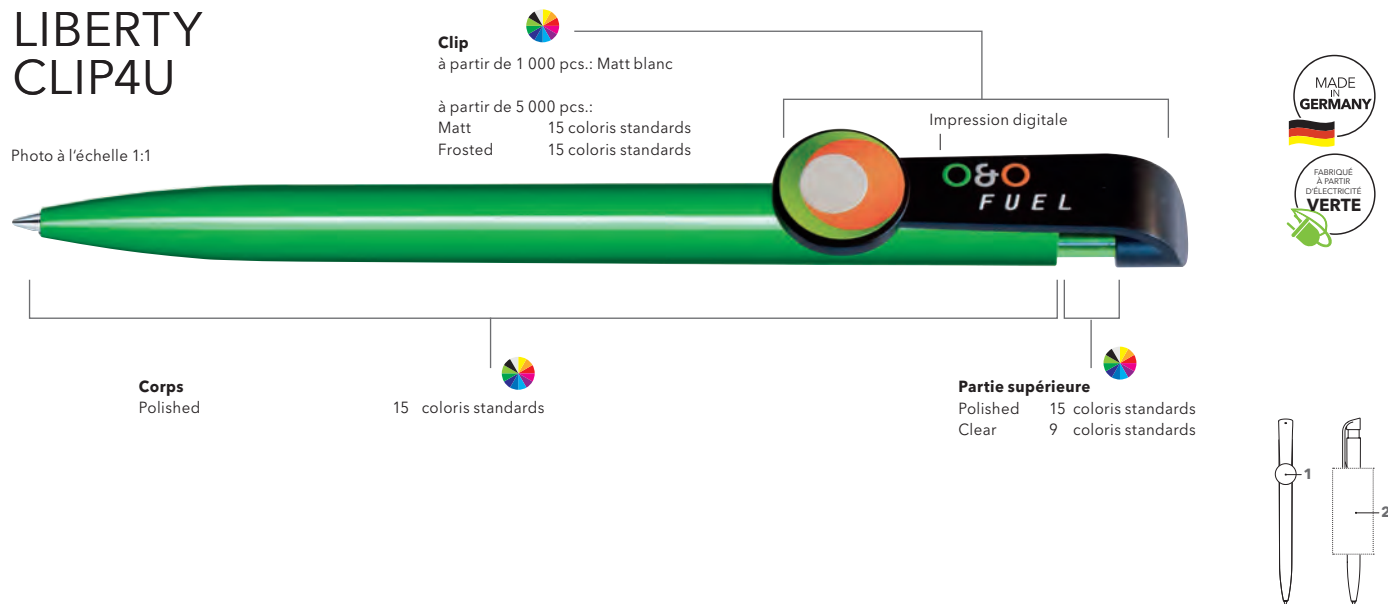 LIBERTY
CLIP4U
Photo à l'échelle 1:1
Clip
à partir de 1 000 pcs.: Matt blanc
à partir de 5 000 pcs.:
Matt 15 coloris standards
Frosted 15 coloris standards
Impression digitale
O&O
FUEL
MADE
IN
GERMANY
FABRIQUÉ
À PARTIR
D'ÉLECTRICITÉ
VERTE
Corps
Polished 15 coloris standards
Partie supérieure
Polished 15 coloris standards
Clear 9 coloris standards
1
2